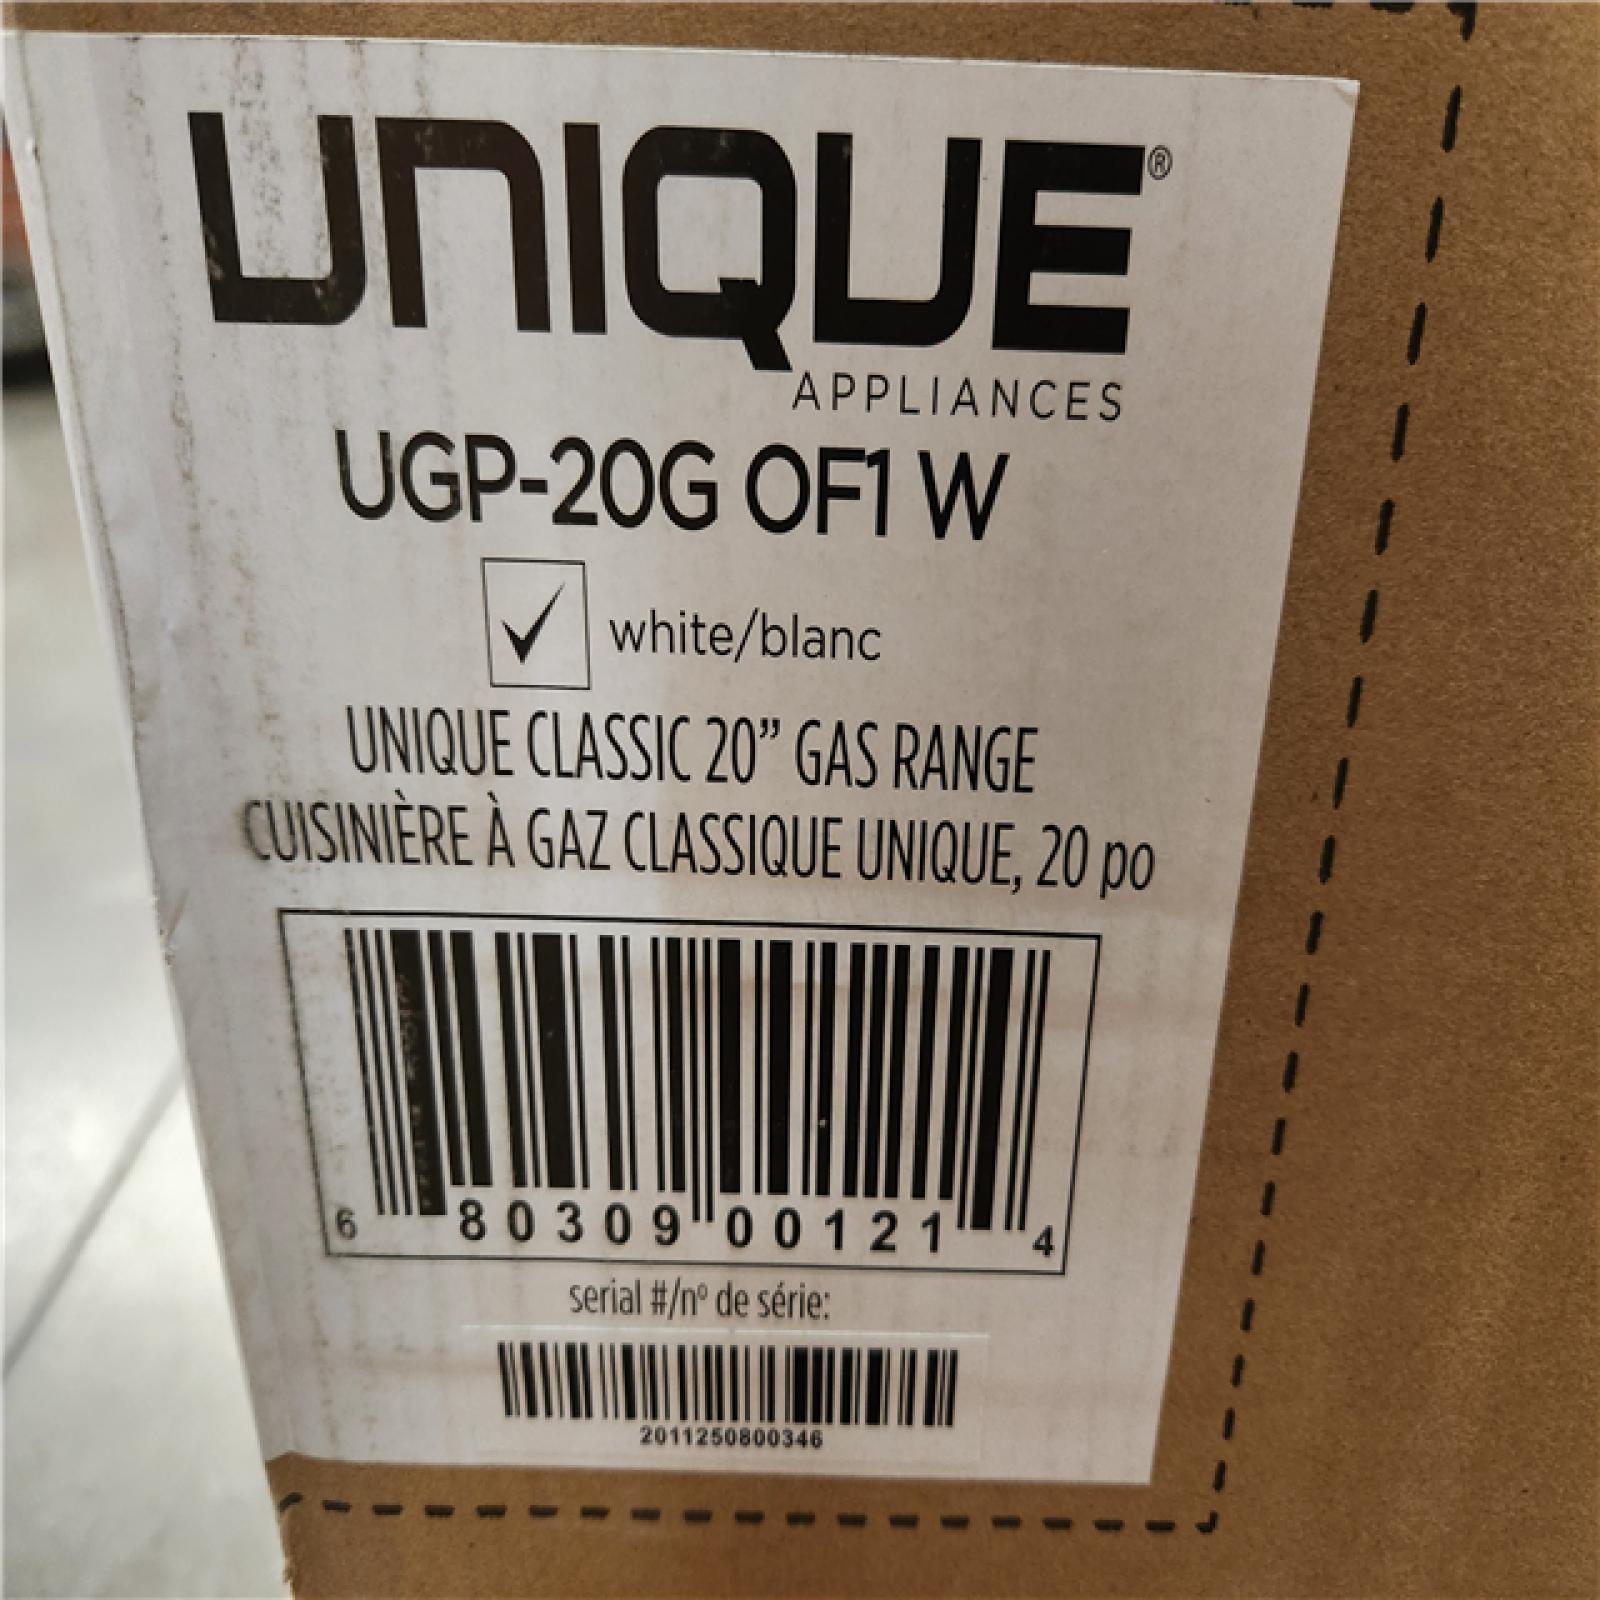 UNIQUE®
APPLIANCES
UGP-20G OF1 W
✓ white/blanc
UNIQUE CLASSIC 20” GAS RANGE
CUISINIÈRE À GAZ CLASSIQUE UNIQUE, 20 po
6 80309 00121 4
serial #/nº de série:
2011250800346